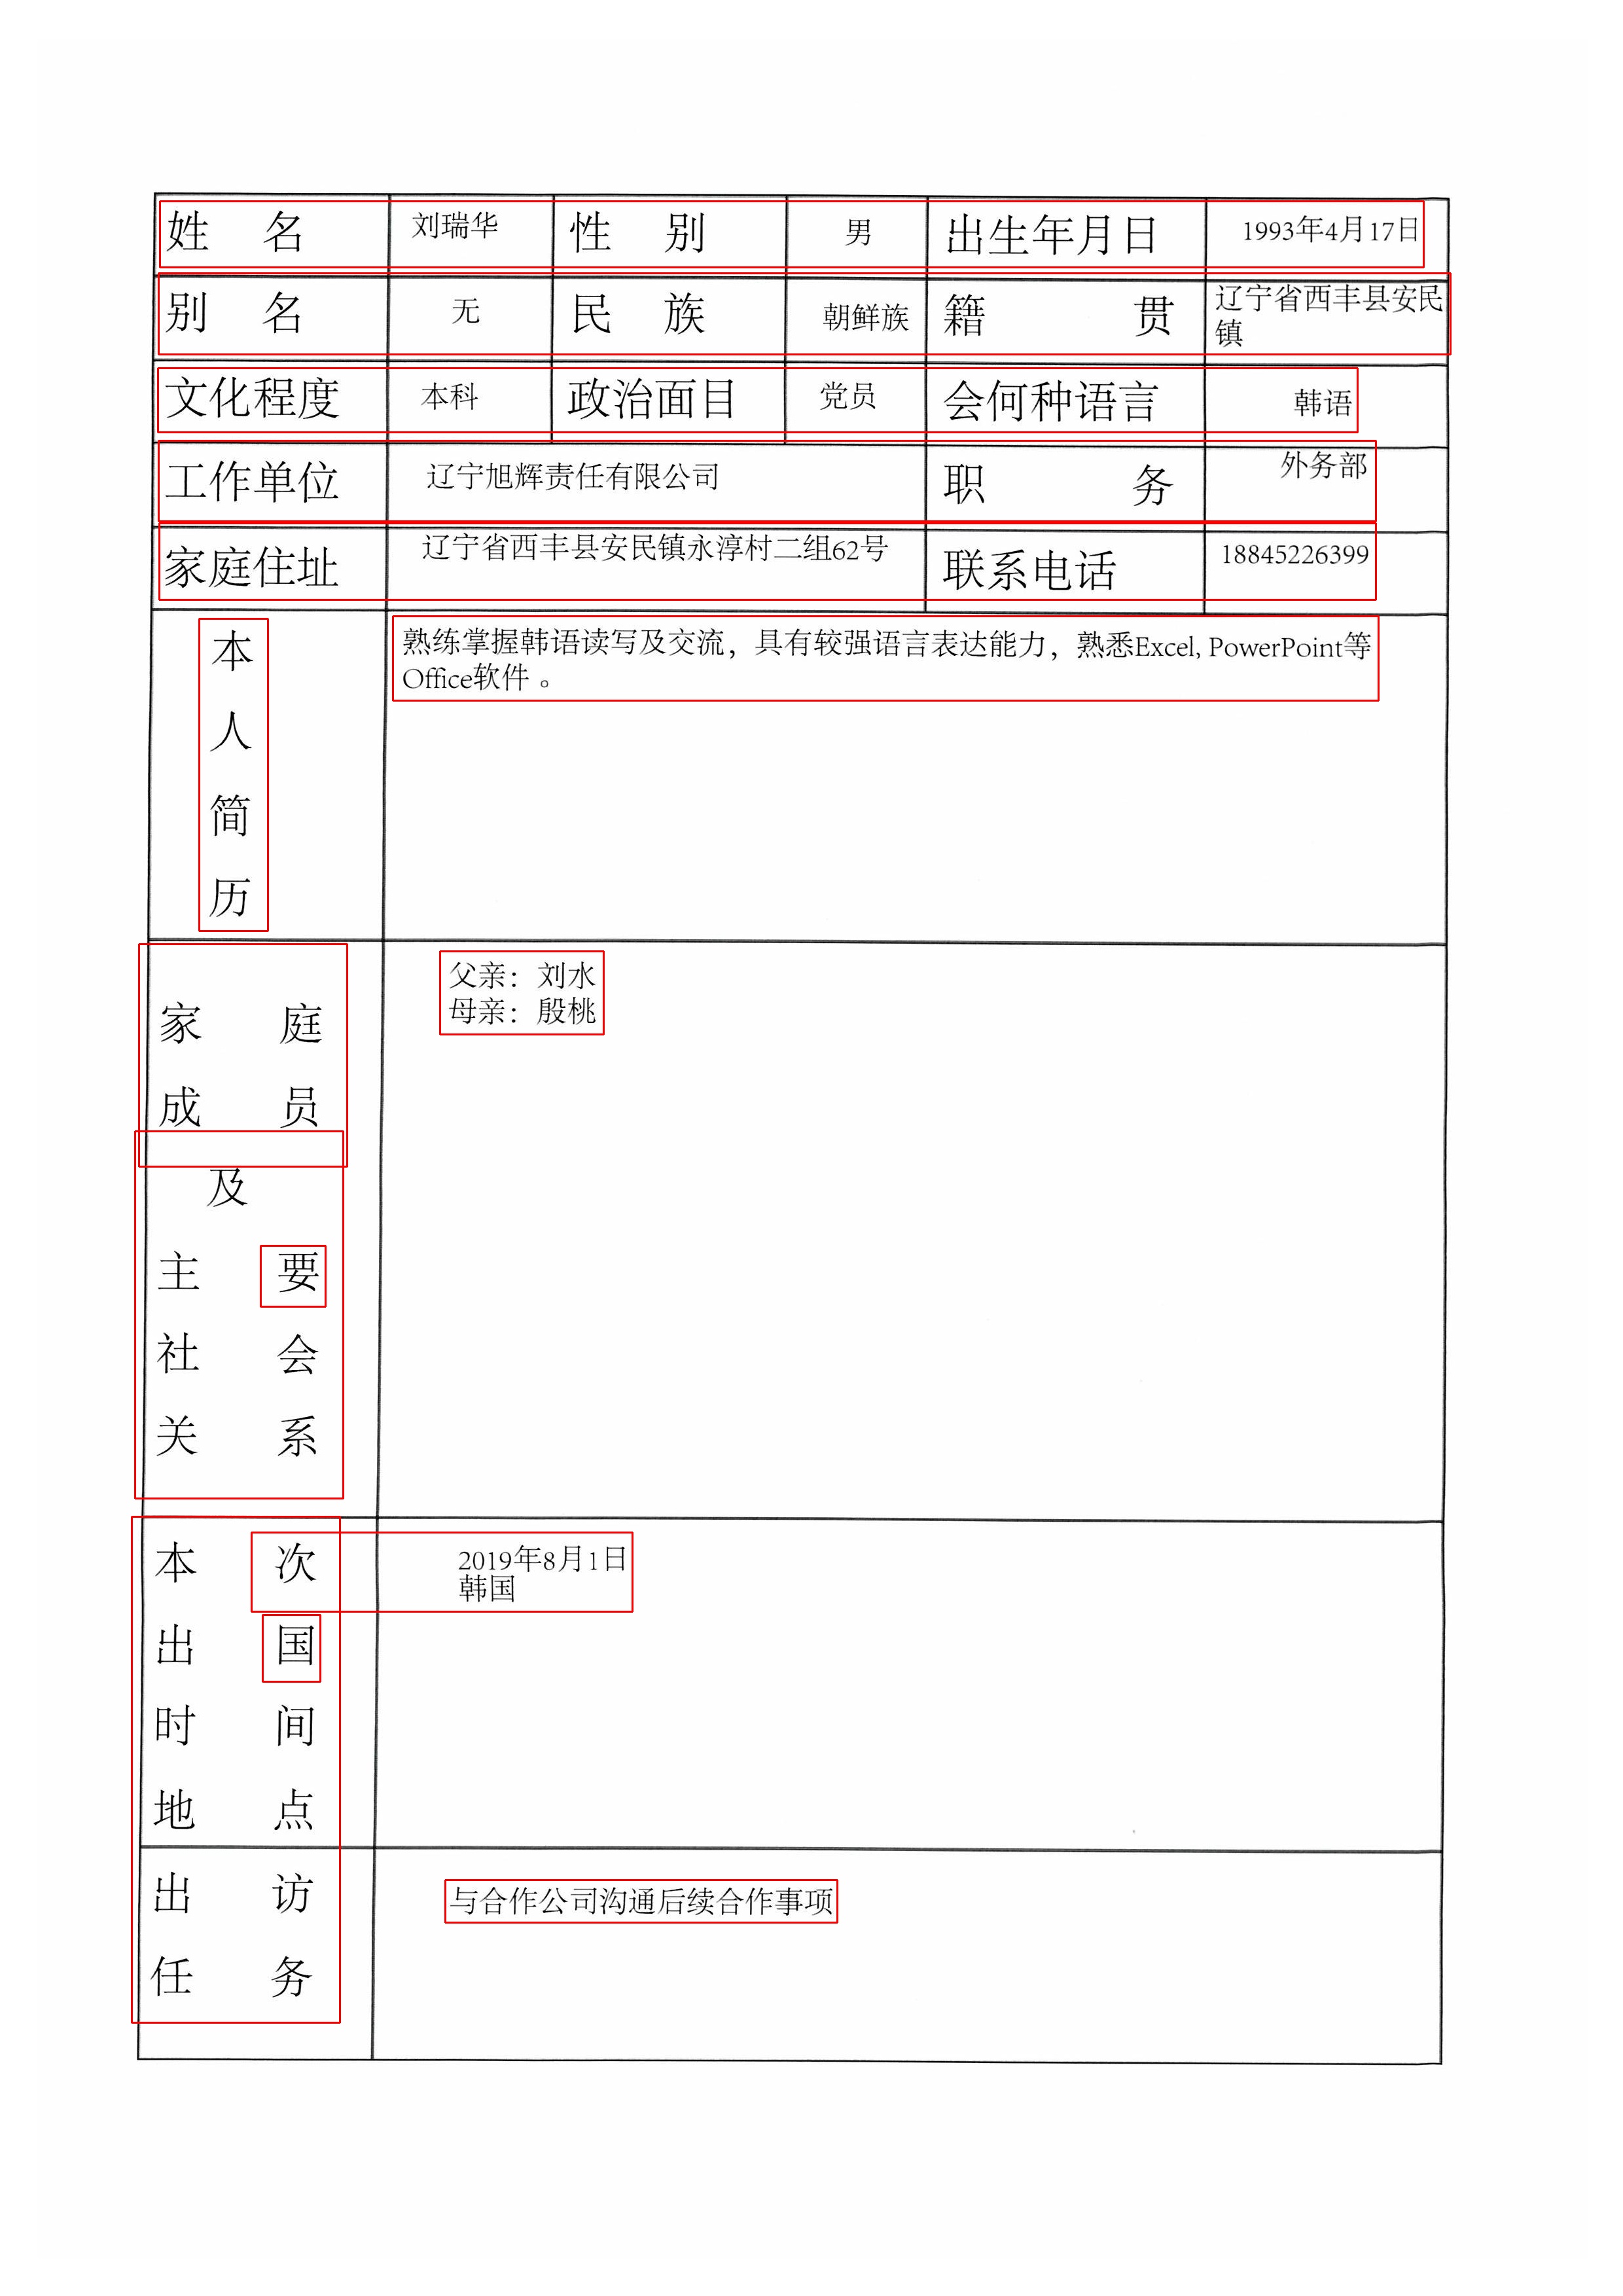 姓 名 刘瑞华 性 别 男 出生年月日 1993年4月17日
别 名 无 民 族 朝鲜族 籍 贯 辽宁省西丰县安民
镇
文化程度 本科 政治面目 党员 会何种语言 韩语
工作单位 辽宁旭辉责任有限公司 职 务 外务部
家庭住址 辽宁省西丰县安民镇永淳村二组62号 联系电话 18845226399
本
人
简
历
熟练掌握韩语读写及交流，具有较强语言表达能力，熟悉Excel, PowerPoint等
Office软件 。
家 庭
成 员
及
主 要
社 会
关 系
父亲：刘水
母亲：殷桃
本 次
出 国
时 间
地 点
2019年8月1日
韩国
出 访
任 务
与合作公司沟通后续合作事项